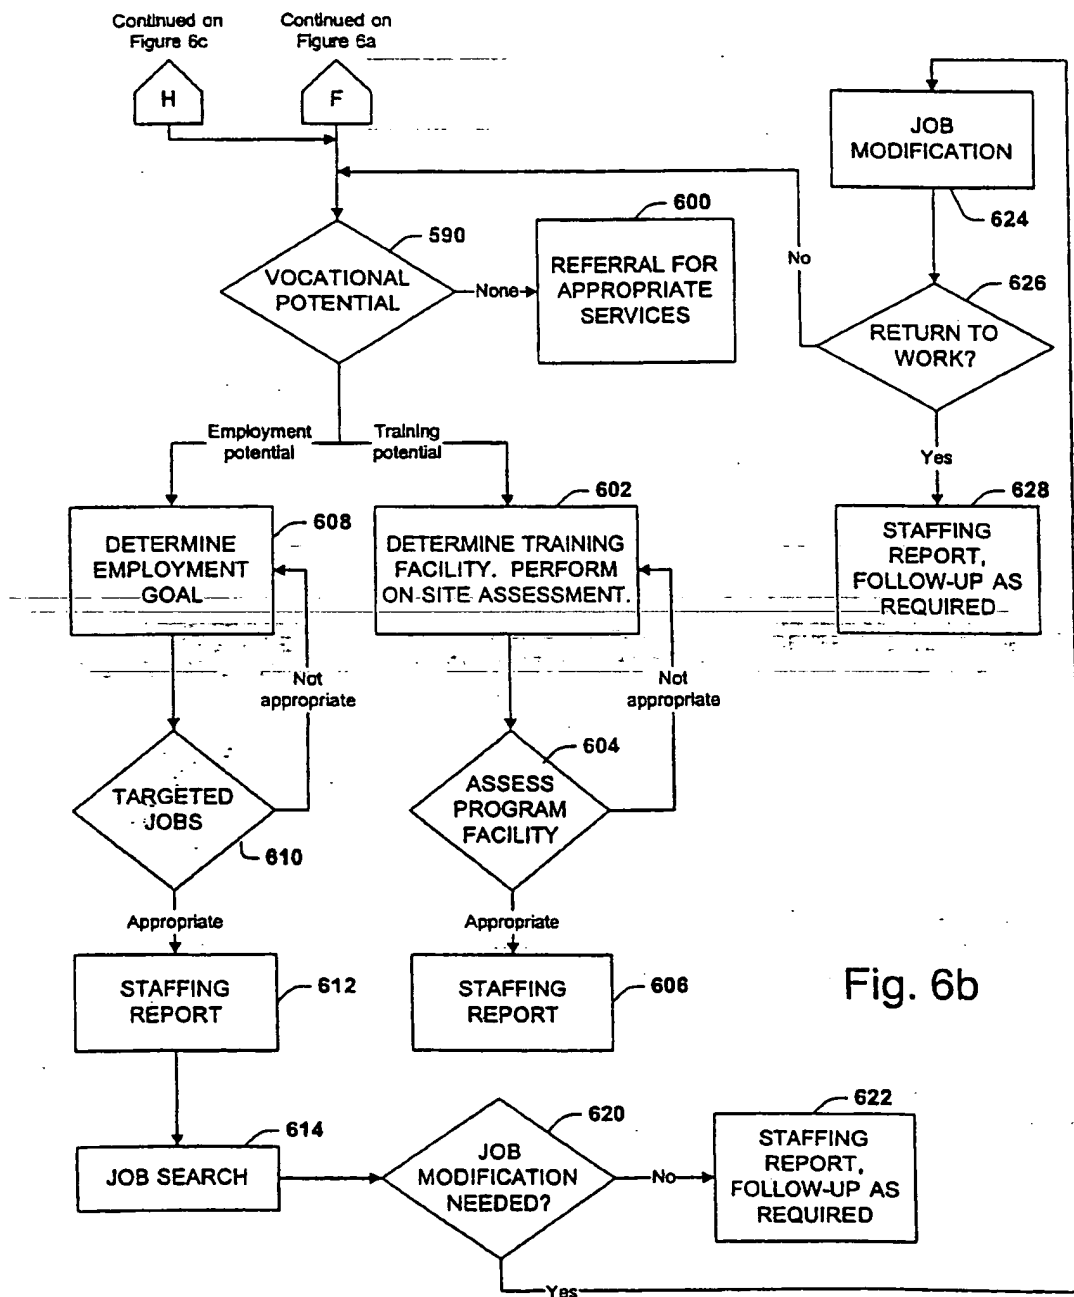 Continued on
Figure 6c
Continued on
Figure 6a
H
F
JOB
MODIFICATION
624
590
VOCATIONAL
POTENTIAL
None
600
REFERRAL FOR
APPROPRIATE
SERVICES
No
626
RETURN TO
WORK?
Yes
628
STAFFING
REPORT,
FOLLOW-UP AS
REQUIRED
Employment
potential
Training
potential
608
DETERMINE
EMPLOYMENT
GOAL
602
DETERMINE TRAINING
FACILITY. PERFORM
ON-SITE ASSESSMENT.
Not
appropriate
Not
appropriate
TARGETED
JOBS
610
604
ASSESS
PROGRAM
FACILITY
Appropriate
Appropriate
STAFFING
REPORT
612
STAFFING
REPORT
606
Fig. 6b
614
JOB SEARCH
620
JOB
MODIFICATION
NEEDED?
No
622
STAFFING
REPORT,
FOLLOW-UP AS
REQUIRED
Yes